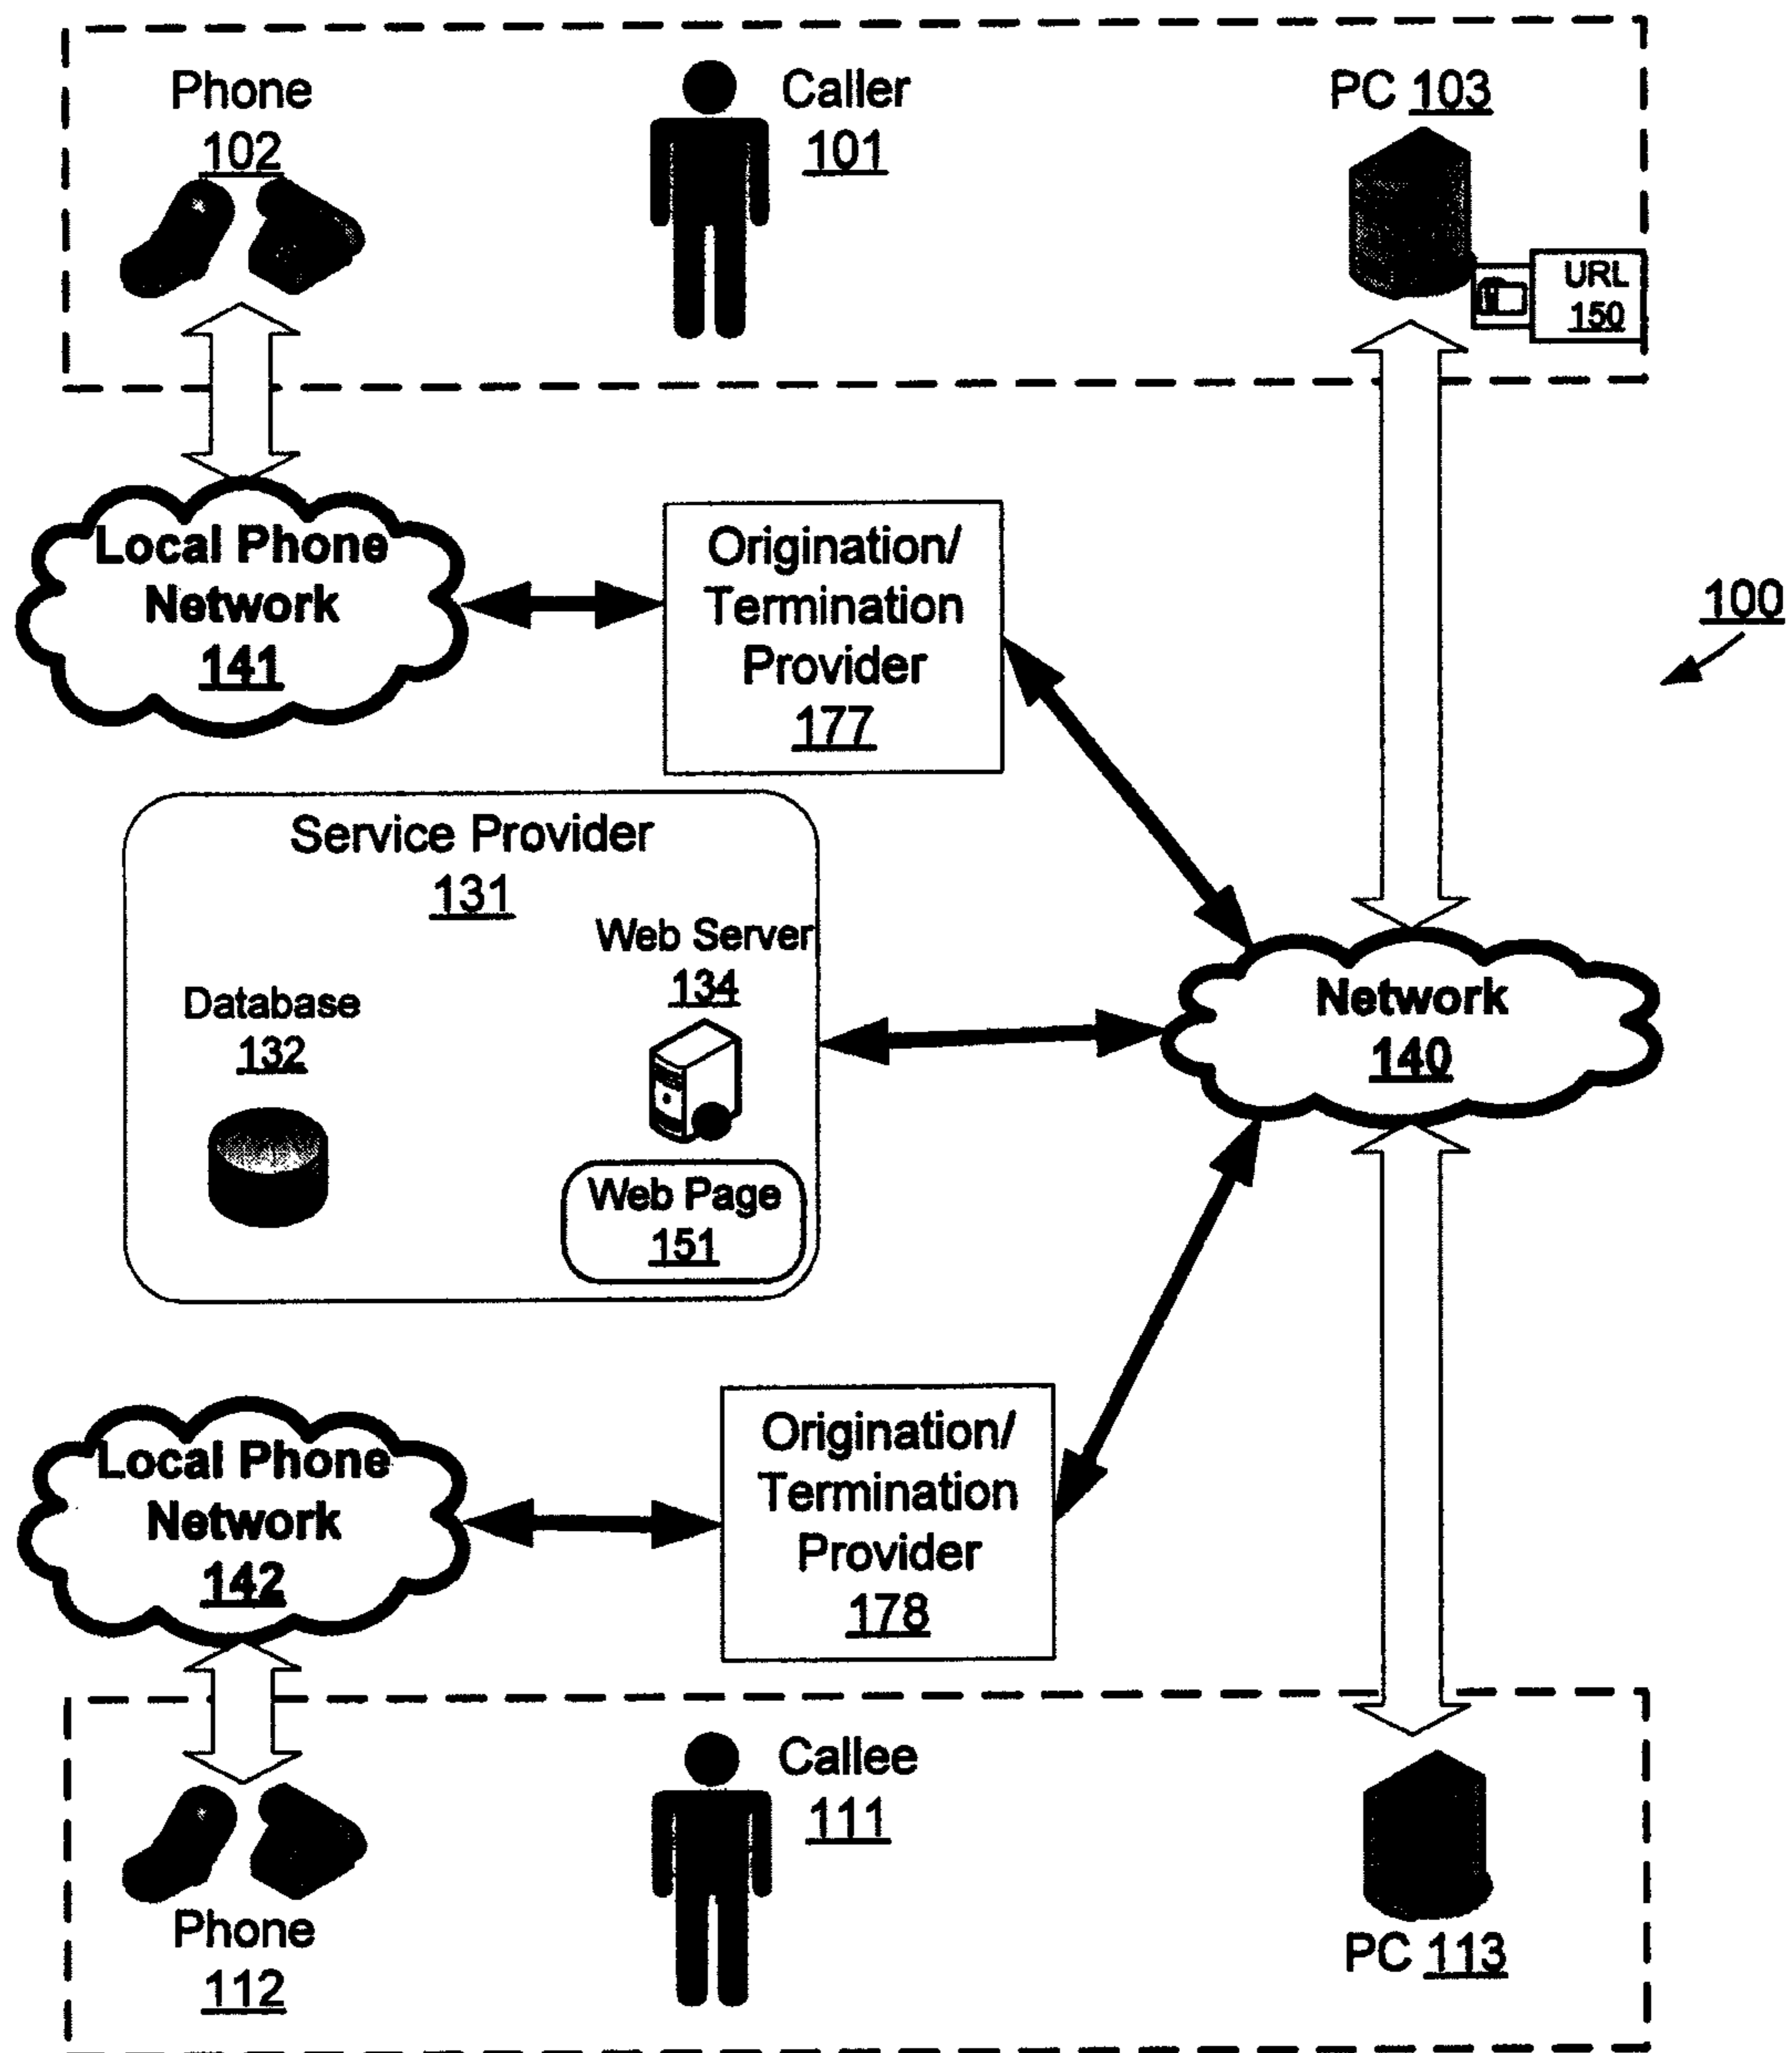 Phone
102
Caller
101
PC 103
URL
150
Local Phone
Network
141
Origination/
Termination
Provider
177
100
Service Provider
131
Web Server
134
Database
132
Web Page
151
Network
140
Local Phone
Network
142
Origination/
Termination
Provider
178
Callee
111
Phone
112
PC 113